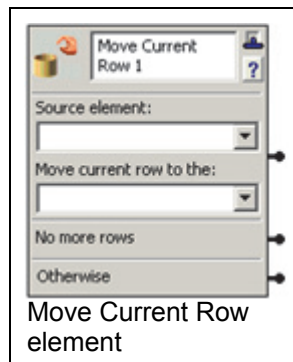 Move Current
Row 1
?
Source element:
Move current row to the:
No more rows
Otherwise
Move Current Row
element